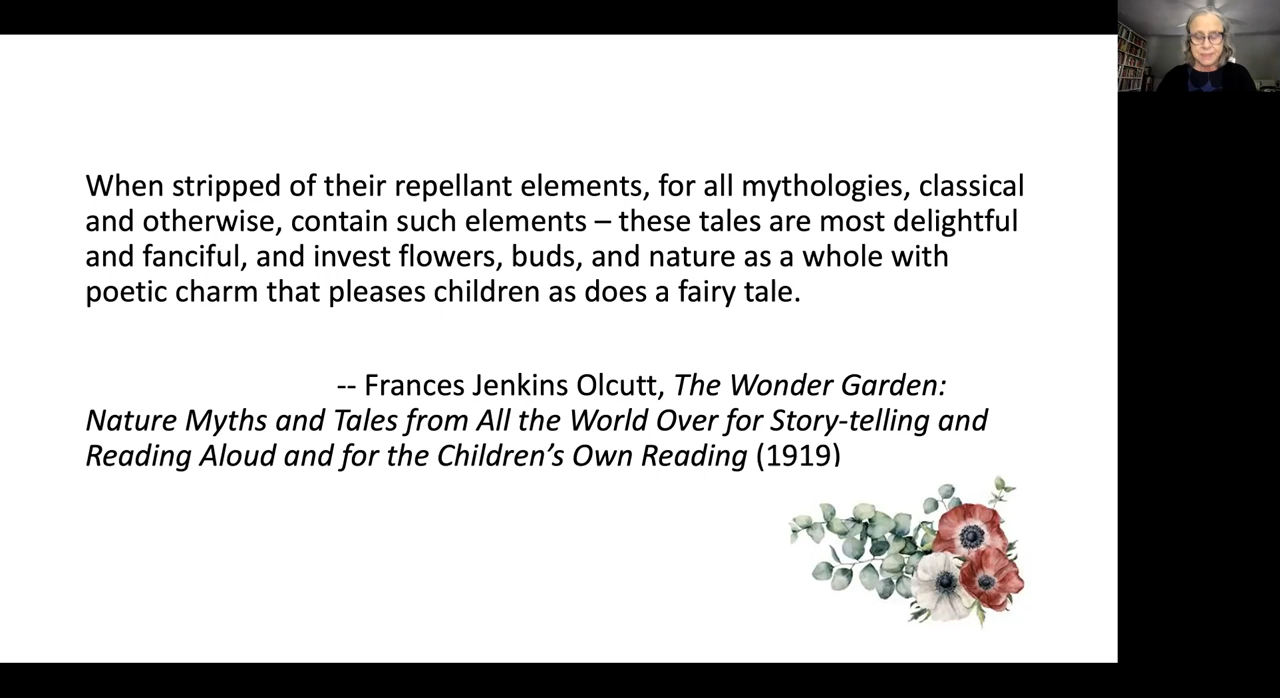 When stripped of their repellant elements, for all mythologies, classical
and otherwise, contain such elements – these tales are most delightful
and fanciful, and invest flowers, buds, and nature as a whole with
poetic charm that pleases children as does a fairy tale.
-- Frances Jenkins Olcutt, The Wonder Garden:
Nature Myths and Tales from All the World Over for Story-telling and
Reading Aloud and for the Children’s Own Reading (1919)